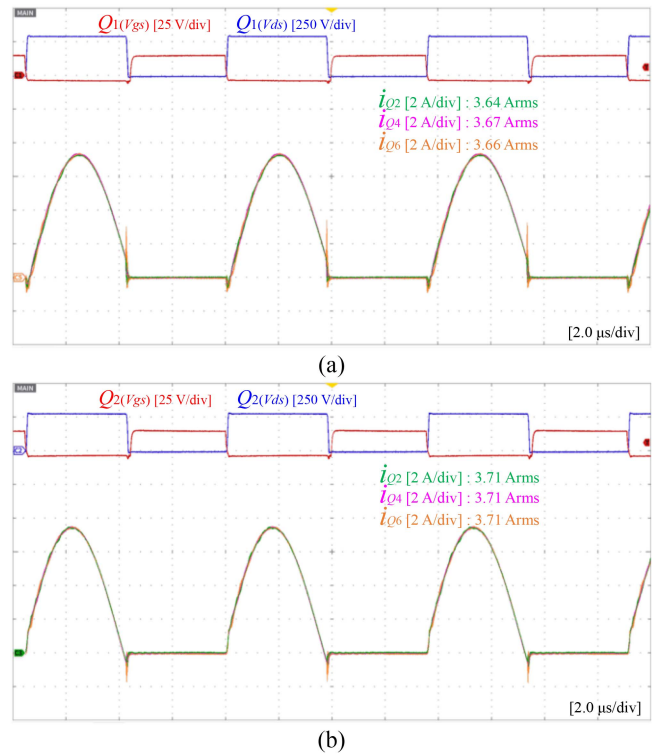 MAIN
Q1(Vgs) [25 V/div] Q1(Vds) [250 V/div]
iQ2 [2 A/div] : 3.64 Arms
iQ4 [2 A/div] : 3.67 Arms
iQ6 [2 A/div] : 3.66 Arms
[2.0 μs/div]
(a)
MAIN
Q2(Vgs) [25 V/div] Q2(Vds) [250 V/div]
iQ2 [2 A/div] : 3.71 Arms
iQ4 [2 A/div] : 3.71 Arms
iQ6 [2 A/div] : 3.71 Arms
[2.0 μs/div]
(b)